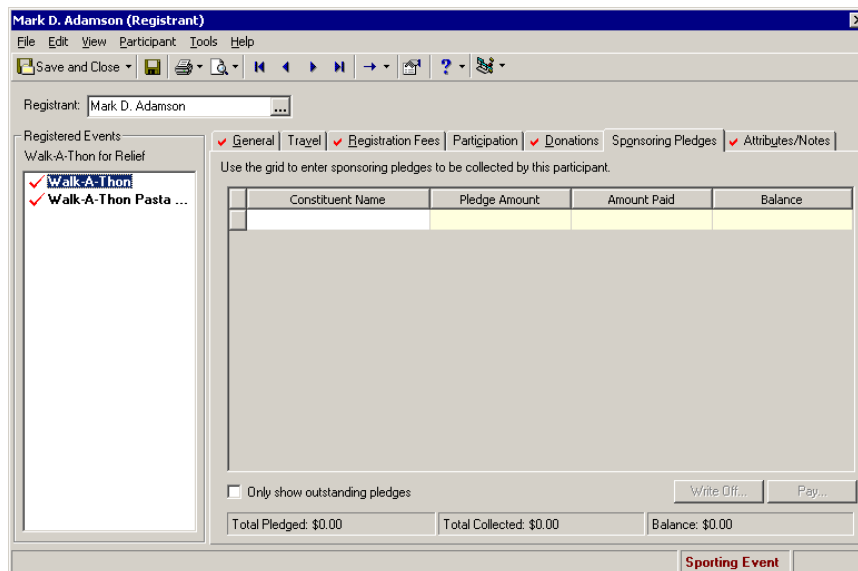 Mark D. Adamson (Registrant)
File Edit View Participant Tools Help
Save and Close
Registrant: Mark D. Adamson ...
Registered Events
Walk-A-Thon for Relief
Walk-A-Thon
Walk-A-Thon Pasta ...
General Travel Registration Fees Participation Donations Sponsoring Pledges Attributes/Notes
Use the grid to enter sponsoring pledges to be collected by this participant.
Constituent Name Pledge Amount Amount Paid Balance
Only show outstanding pledges
Write Off... Pay...
Total Pledged: $0.00 Total Collected: $0.00 Balance: $0.00
Sporting Event